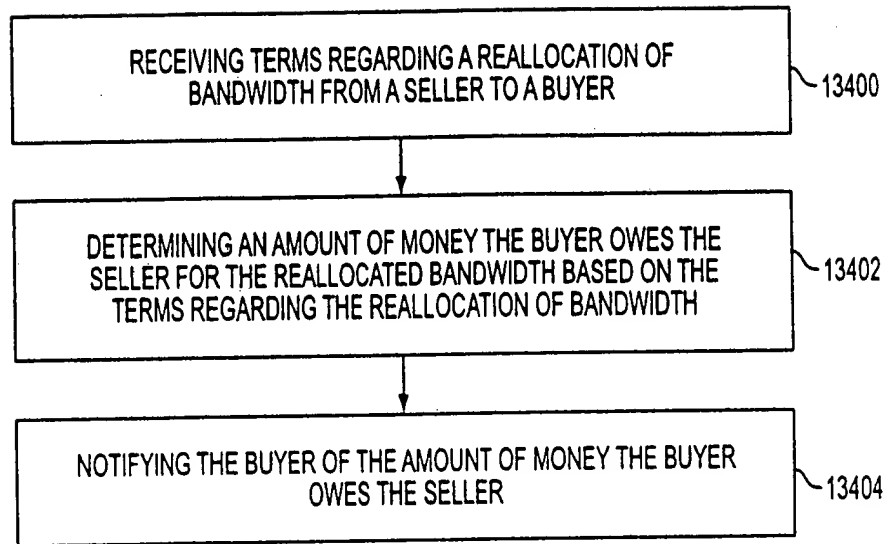 RECEIVING TERMS REGARDING A REALLOCATION OF
BANDWIDTH FROM A SELLER TO A BUYER
13400
DETERMINING AN AMOUNT OF MONEY THE BUYER OWES THE
SELLER FOR THE REALLOCATED BANDWIDTH BASED ON THE
TERMS REGARDING THE REALLOCATION OF BANDWIDTH
13402
NOTIFYING THE BUYER OF THE AMOUNT OF MONEY THE BUYER
OWES THE SELLER
13404